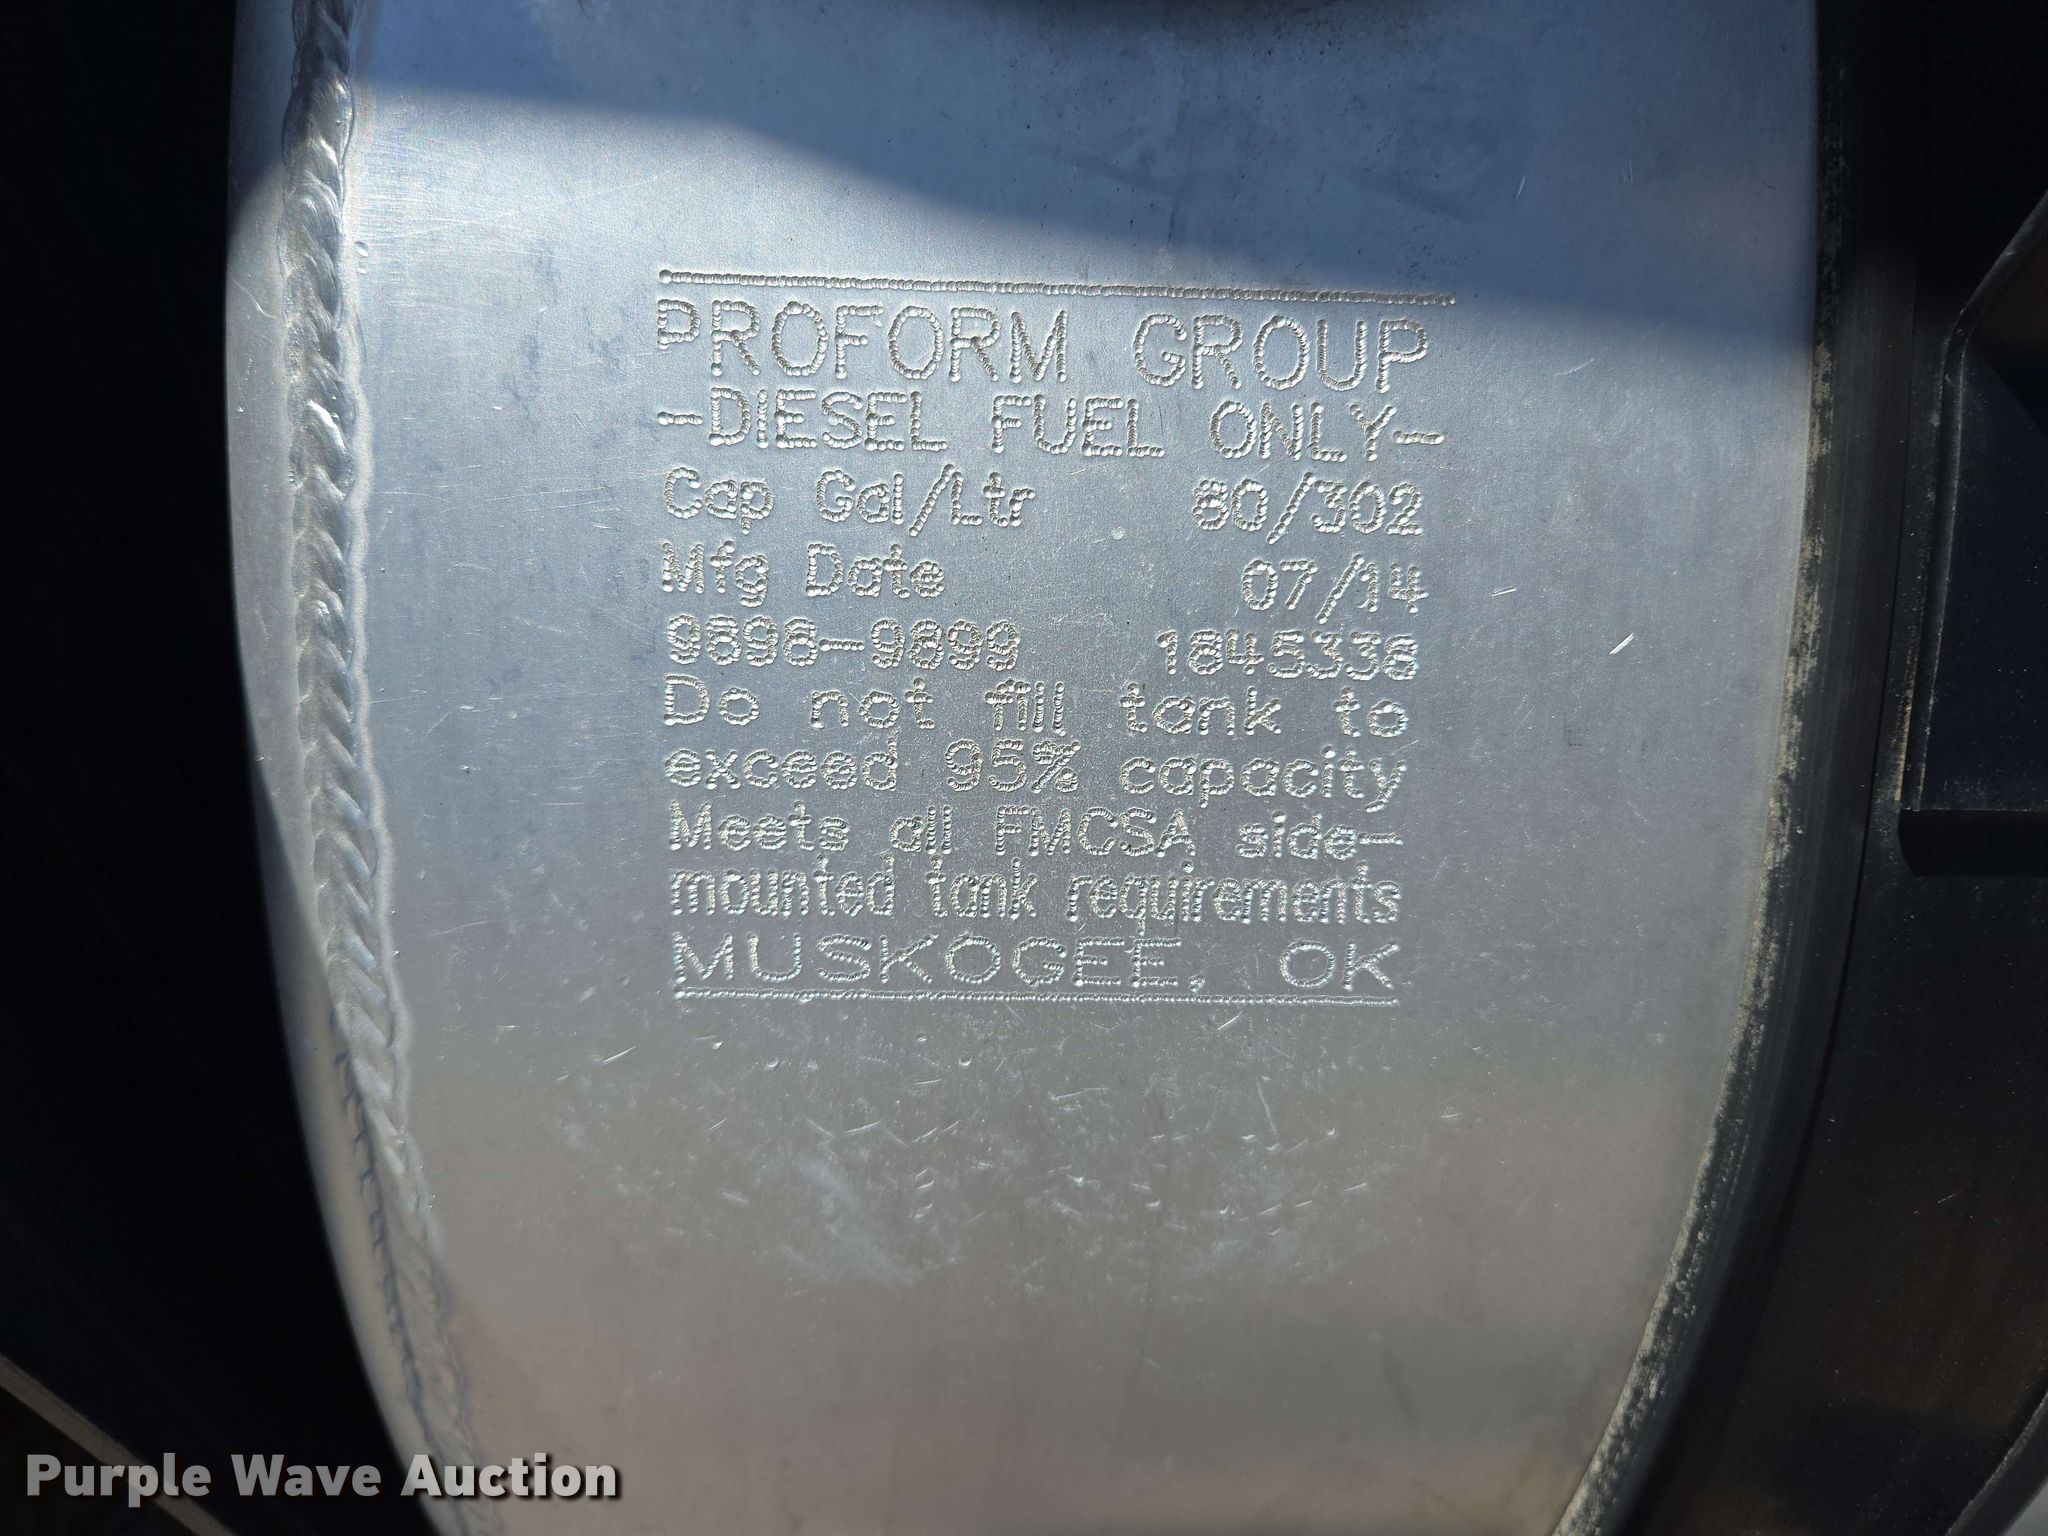 PROFORM GROUP
-DIESEL FUEL ONLY-
Cap Gal/Ltr 80/302
Mfg Date 07/14
9898-9899 1845338
Do not fill tank to
exceed 95% capacity
Meets all FMCSA side-
mounted tank requirements
MUSKOGEE, OK
Purple Wave Auction